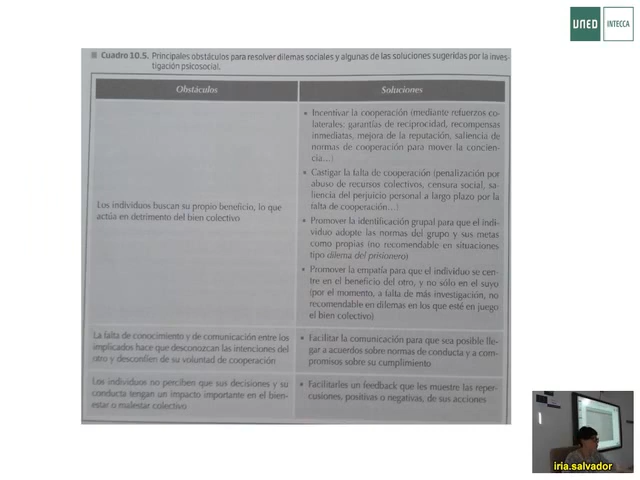 UNED
INTECCA
Cuadro 10.5. Principales obstáculos para resolver dilemas sociales y algunas de las soluciones sugeridas por la inves-
tigación psicosocial.
Obstáculos
Soluciones
Los individuos buscan su propio beneficio, lo que
actúa en detrimento del bien colectivo
• Incentivar la cooperación (mediante refuerzos co-
laterales: garantías de reciprocidad, recompensas
inmediatas, mejora de la reputación, saliencia de
normas de cooperación para mover la concien-
cia...)
• Castigar la falta de cooperación (penalización por
abuso de recursos colectivos, censura social, sa-
liencia del perjuicio personal a largo plazo por la
falta de cooperación...)
• Promover la identificación grupal para que el indi-
viduo adopte las normas del grupo y sus metas
como propias (no recomendable en situaciones
tipo dilema del prisionero)
• Promover la empatía para que el individuo se cen-
tre en el beneficio del otro, y no sólo en el suyo
(por el momento, a falta de más investigación, no
recomendable en dilemas en los que esté en juego
el bien colectivo)
La falta de conocimiento y de comunicación entre los
implicados hace que desconozcan las intenciones del
otro y desconfíen de su voluntad de cooperación
• Facilitar la comunicación para que sea posible lle-
gar a acuerdos sobre normas de conducta y a com-
promisos sobre su cumplimiento
Los individuos no perciben que sus decisiones y su
conducta tengan un impacto importante en el bien-
estar o malestar colectivo
• Facilitarles un feedback que les muestre las reper-
cusiones, positivas o negativas, de sus acciones
iria.salvador